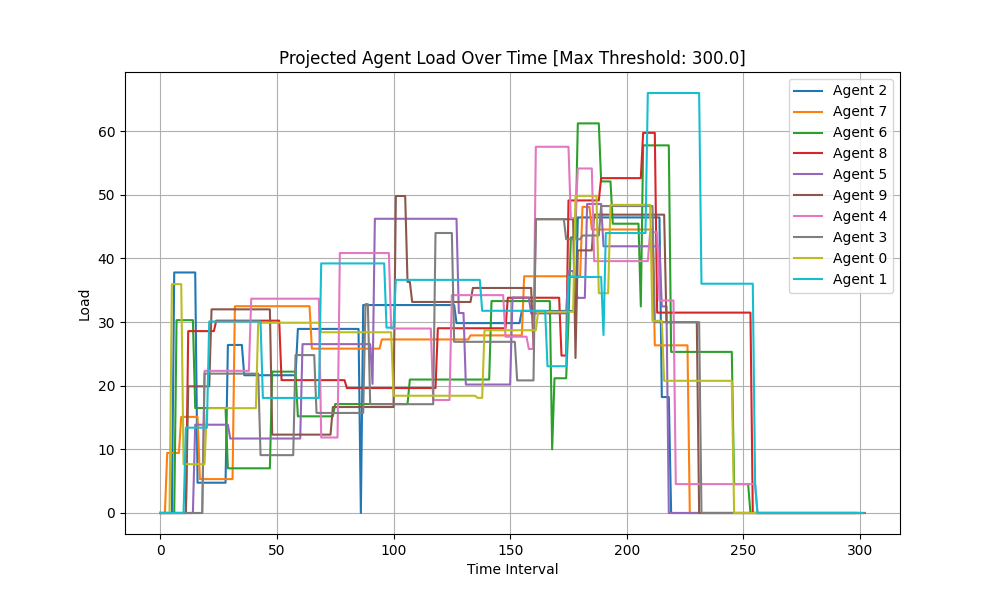 Projected Agent Load Over Time [Max Threshold: 300.0]
Load
60
50
40
30
20
10
0
0 50 100 150 200 250 300
Time Interval
Agent 2
Agent 7
Agent 6
Agent 8
Agent 5
Agent 9
Agent 4
Agent 3
Agent 0
Agent 1